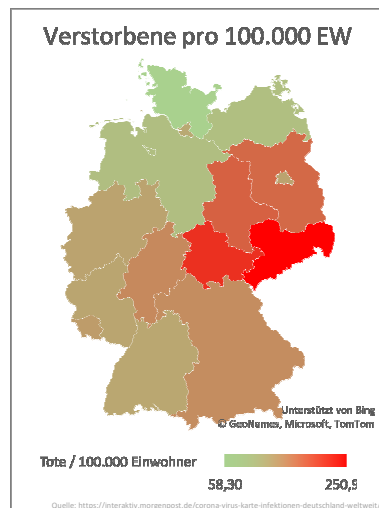 Verstorbene pro 100.000 EW
Unterstützt von Bing
© GeoNames, Microsoft, TomTom
Tote / 100.000 Einwohner
58,30
250,9
Quelle: https://interaktiv.morgenpost.de/corona-virus-karte-infektionen-deutschland-weltweit/